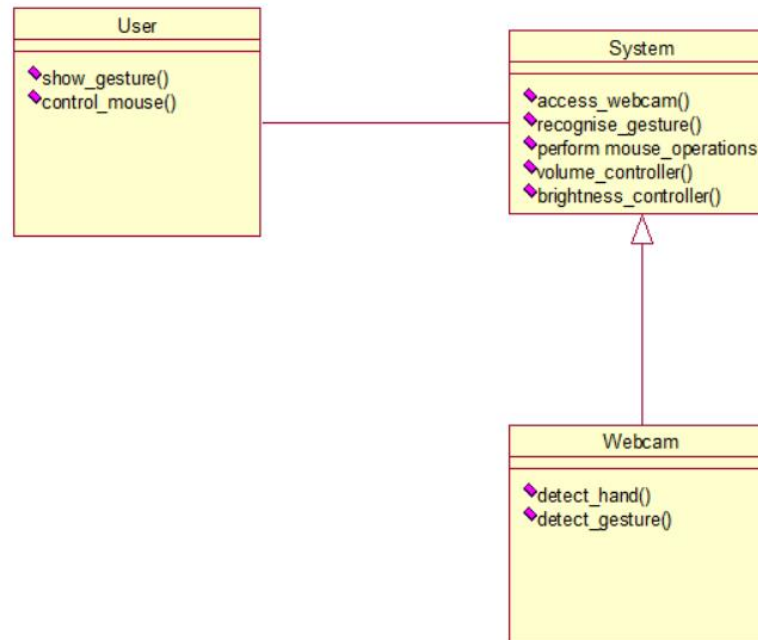 User
show_gesture()
control_mouse()
System
access_webcam()
recognise_gesture()
perform mouse_operations
volume_controller()
brightness_controller()
Webcam
detect_hand()
detect_gesture()